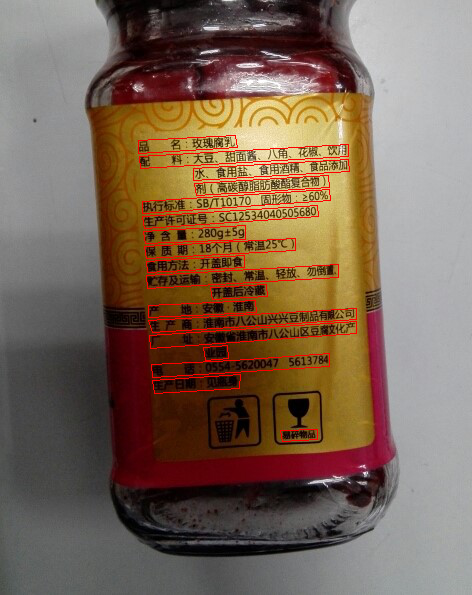 品 名：玫瑰腐乳
配 料：大豆、甜面酱、八角、花椒、饮用
水、食用盐、食用酒精、食品添加
剂（高碳醇脂肪酸酯复合物）
执行标准：SB/T10170 固形物：≥60%
生产许可证号：SC12534040505680
净 含 量：280g±5g
保 质 期：18个月（常温25℃）
食用方法：开盖即食
贮存及运输：密封、常温、轻放、勿倒置，
开盖后冷藏
产 地：安徽·淮南
生 产 商：淮南市八公山兴兴豆制品有限公司
厂 址：安徽省淮南市八公山区豆腐文化产
业园
电 话：0554-5620047 5613784
生产日期：见瓶身
易碎物品